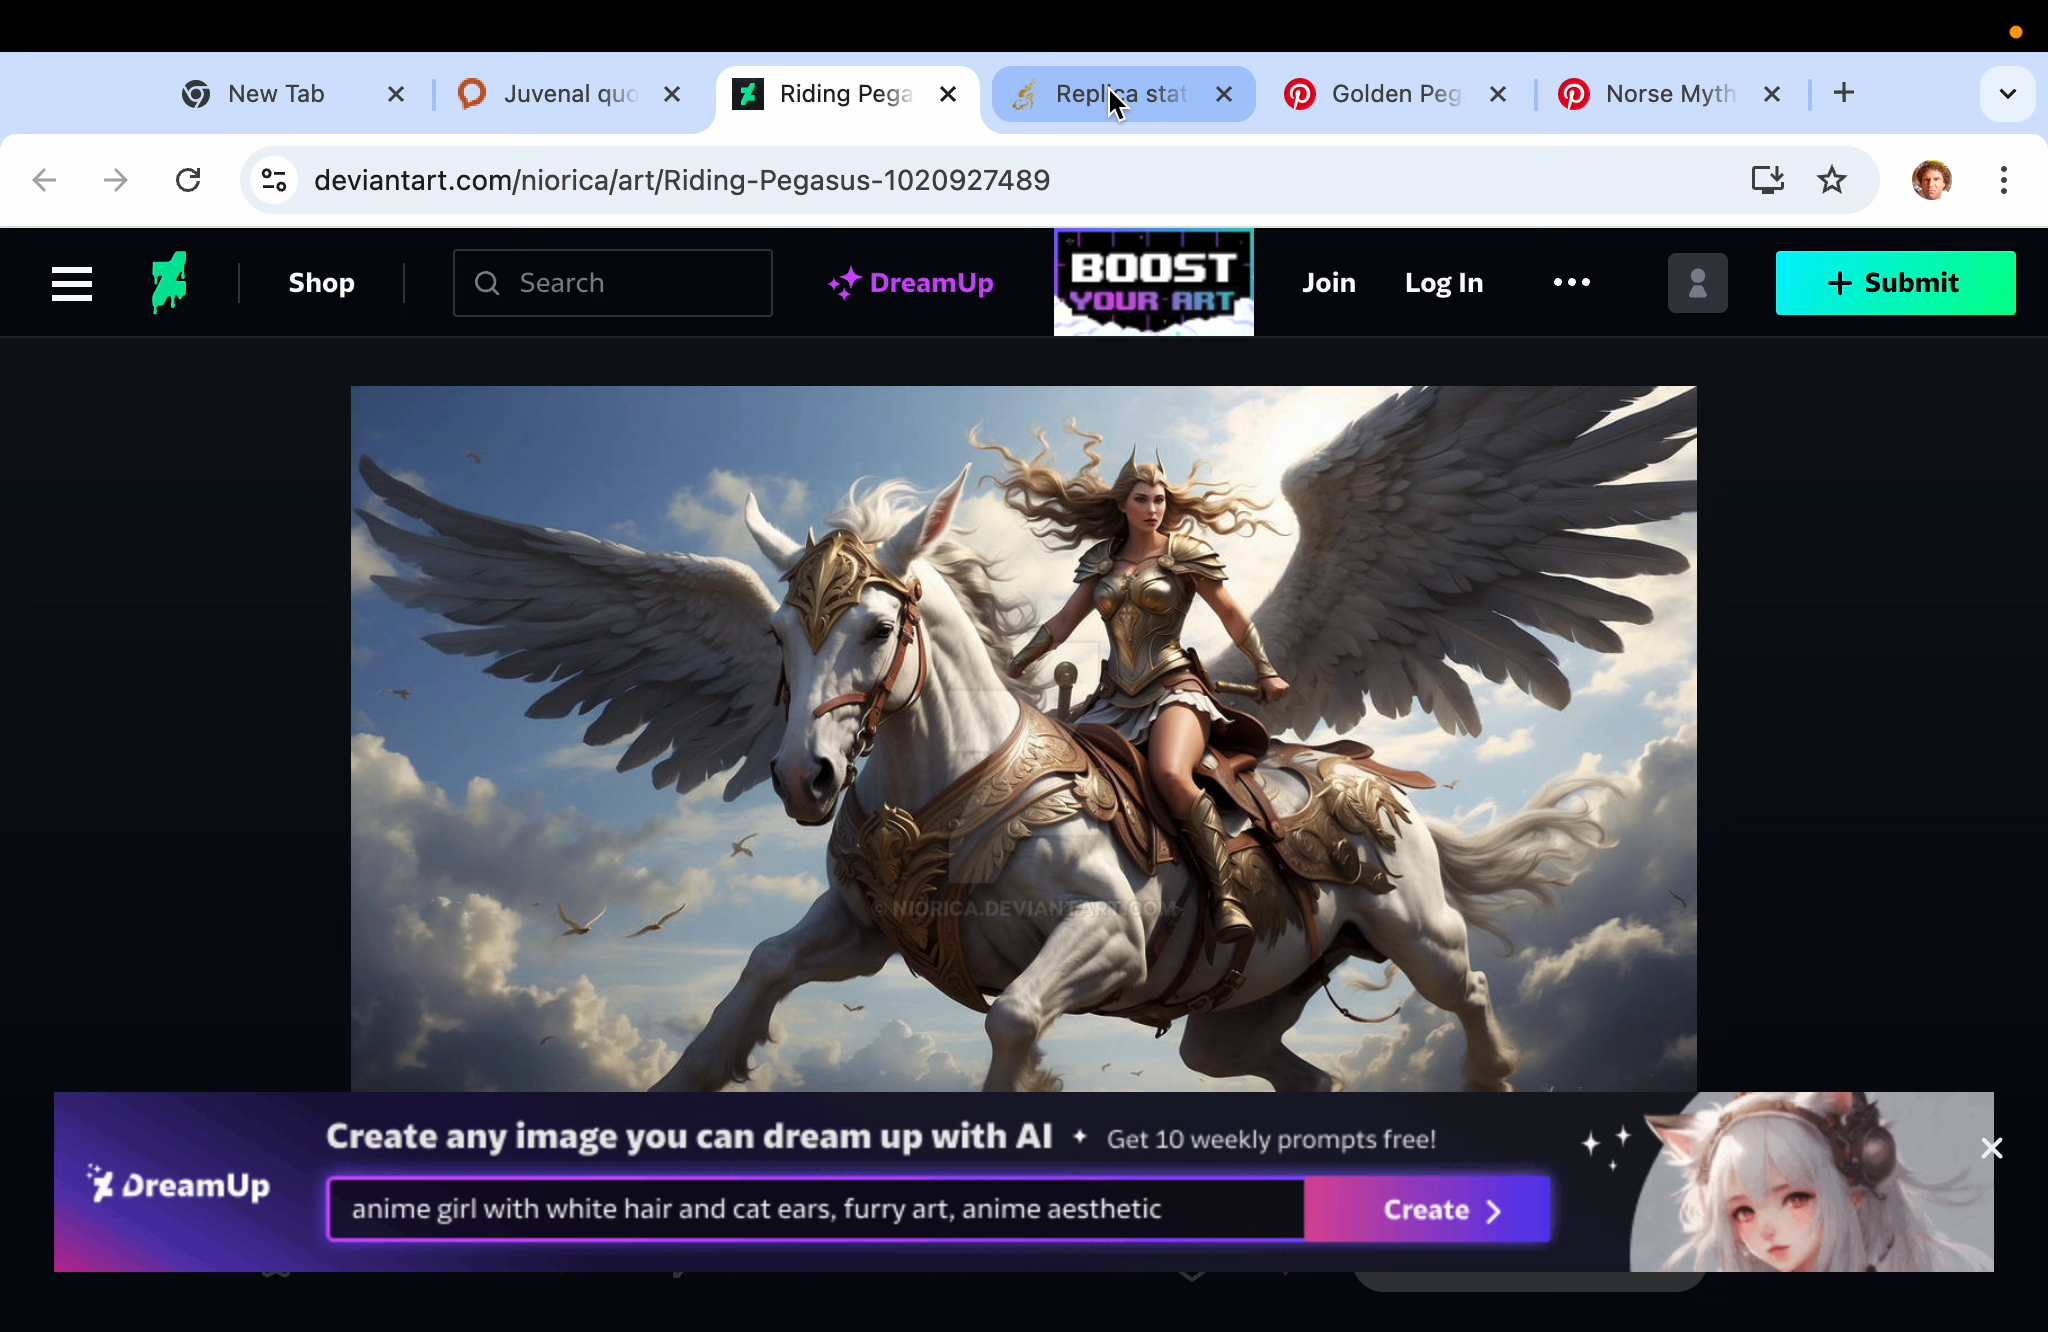 New Tab
Juvenal quo
Riding Pega
Replica stat
Golden Peg
Norse Myth
deviantart.com/niorica/art/Riding-Pegasus-1020927489
Shop
Search
DreamUp
BOOST
YOUR ART
Join
Log In
Submit
© NIORICA.DEVIANTART.COM
DreamUp
Create any image you can dream up with AI
Get 10 weekly prompts free!
anime girl with white hair and cat ears, furry art, anime aesthetic
Create